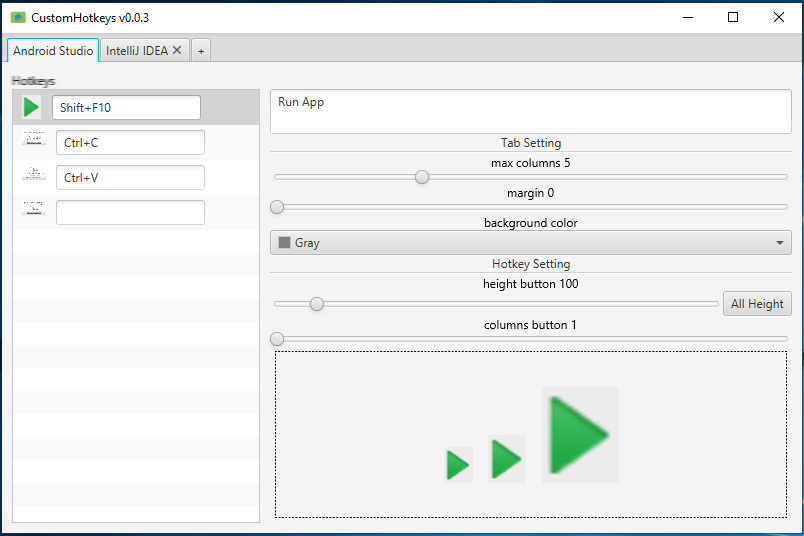 CustomHotkeys v0.0.3
Android Studio
IntelliJ IDEA
+
Hotkeys
Shift+F10
Ctrl+C
Ctrl+V
Run App
Tab Setting
max columns 5
margin 0
background color
Gray
Hotkey Setting
height button 100
All Height
columns button 1